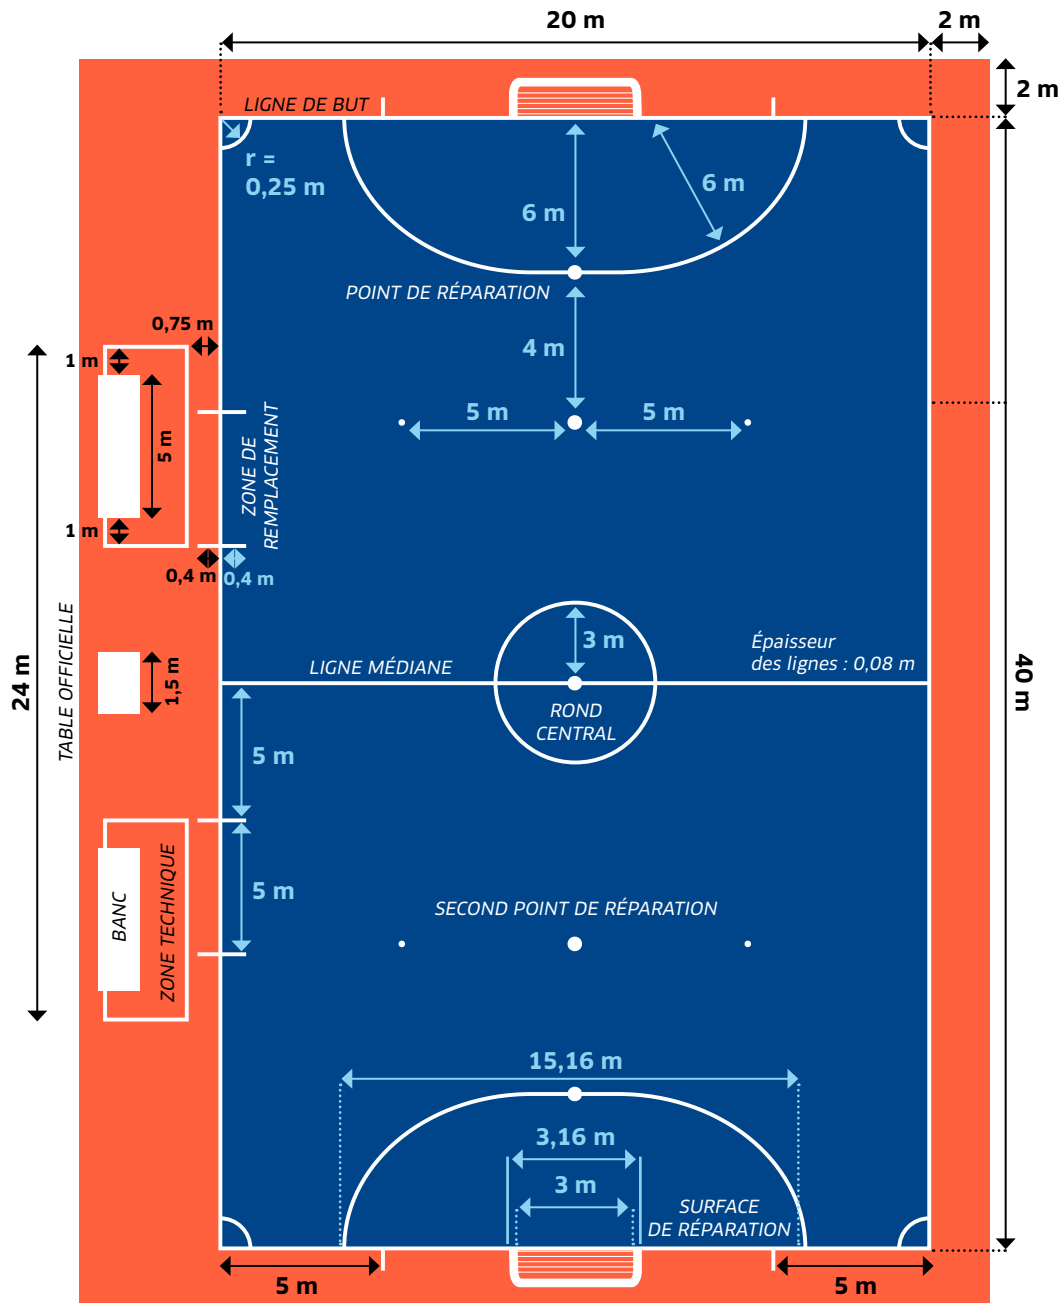 20 m
2 m
2 m
LIGNE DE BUT
r =
0,25 m
6 m
6 m
POINT DE RÉPARATION
0,75 m
4 m
1 m
5 m
5 m
5 m
ZONE DE
REMPLACEMENT
1 m
0,4 m
0,4 m
24 m
TABLE OFFICIELLE
1,5 m
3 m
LIGNE MÉDIANE
Épaisseur
des lignes : 0,08 m
40 m
ROND
CENTRAL
5 m
5 m
BANC
ZONE TECHNIQUE
SECOND POINT DE RÉPARATION
15,16 m
3,16 m
3 m
SURFACE
DE RÉPARATION
5 m
5 m